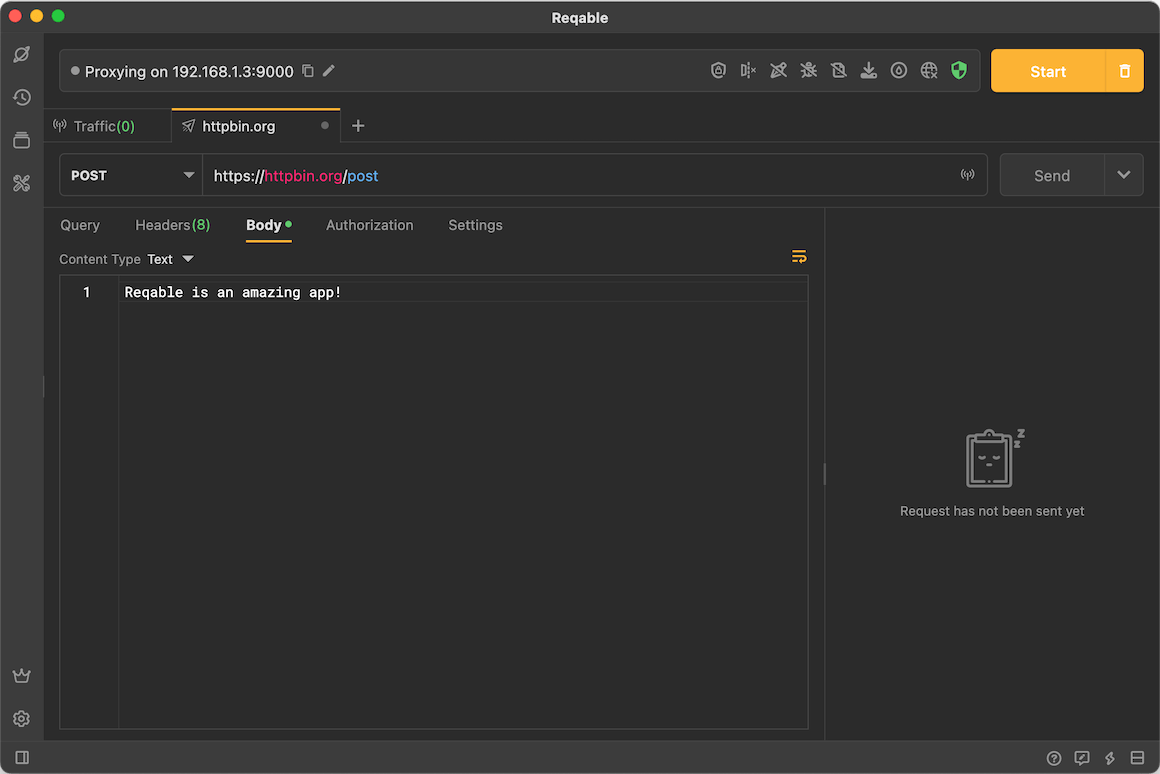 Reqable
Proxying on 192.168.1.3:9000
Start
Traffic(0)
httpbin.org
POST
https://httpbin.org/post
Send
Query
Headers(8)
Body
Authorization
Settings
Content Type Text
1 Reqable is an amazing app!
z
z
Request has not been sent yet